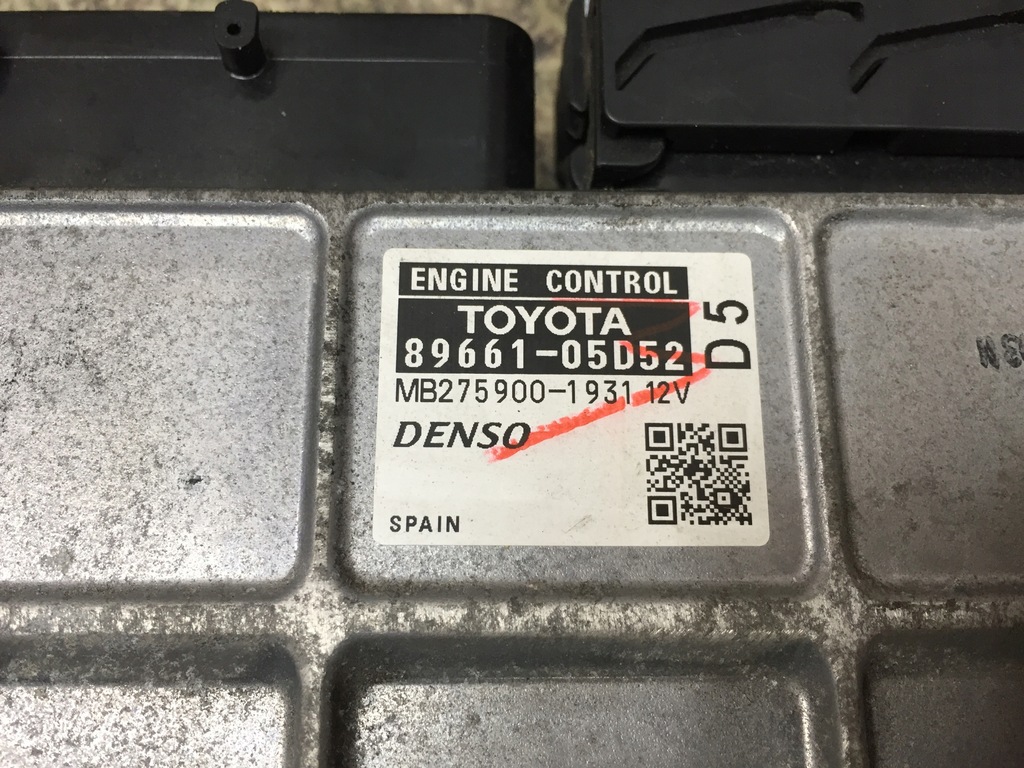 ENGINE CONTROL
TOYOTA
89661-05D52
D5
MB275900-1931 12V
DENSO
SPAIN